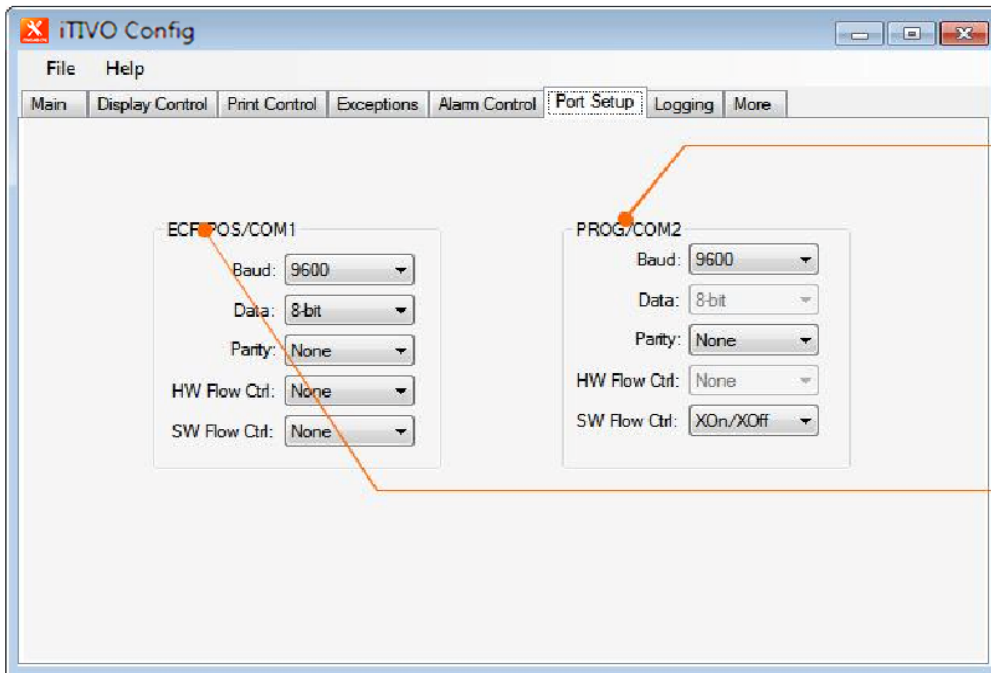 iTIVO Config
File Help
Main Display Control Print Control Exceptions Alarm Control Port Setup Logging More
ECR/POS/COM1
Baud: 9600
Data: 8-bit
Parity: None
HW Flow Ctrl: None
SW Flow Ctrl: None
PROG/COM2
Baud: 9600
Data: 8-bit
Parity: None
HW Flow Ctrl: None
SW Flow Ctrl: XOn/XOff